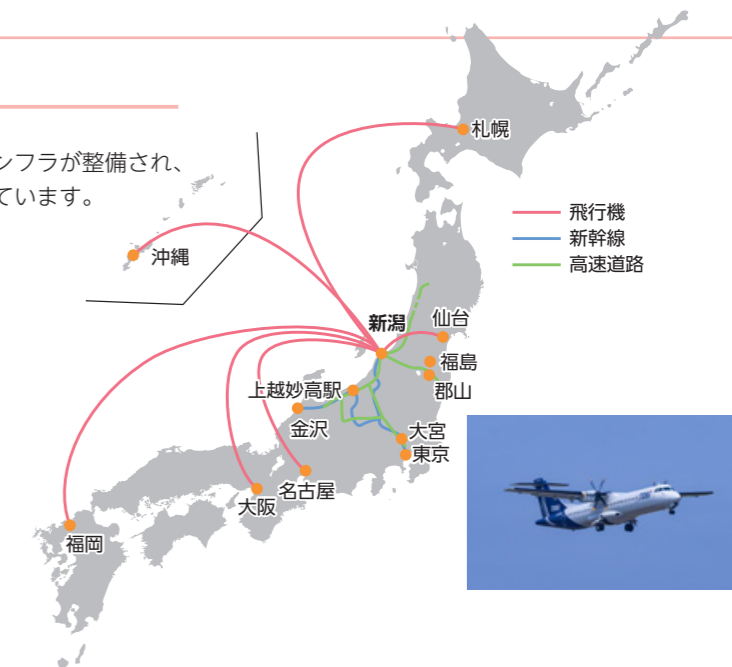 ンフラが整備され、
ています。
札幌
飛行機
新幹線
高速道路
沖縄
新潟
仙台
福島
郡山
上越妙高駅
金沢
大宮
東京
名古屋
大阪
福岡